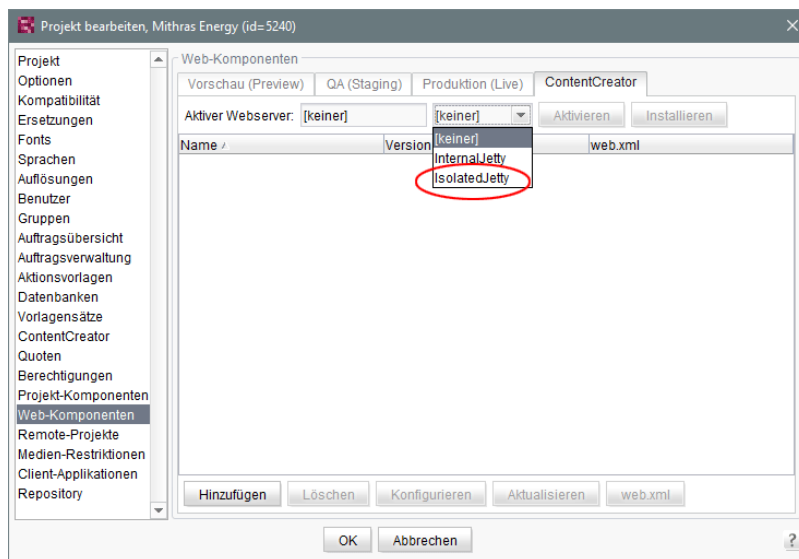 Projekt bearbeiten, Mithras Energy (id=5240)
Projekt
Optionen
Kompatibilität
Ersetzungen
Fonts
Sprachen
Auflösungen
Benutzer
Gruppen
Auftragsübersicht
Auftragsverwaltung
Aktionsvorlagen
Datenbanken
Vorlagensätze
ContentCreator
Quoten
Berechtigungen
Projekt-Komponenten
Web-Komponenten
Remote-Projekte
Medien-Restriktionen
Client-Applikationen
Repository
Web-Komponenten
Vorschau (Preview) QA (Staging) Produktion (Live) ContentCreator
Aktiver Webserver: [keiner] [keiner] Aktivieren Installieren
Name Version web.xml
[keiner]
InternalJetty
IsolatedJetty
Hinzufügen Löschen Konfigurieren Aktualisieren web.xml
OK Abbrechen ?